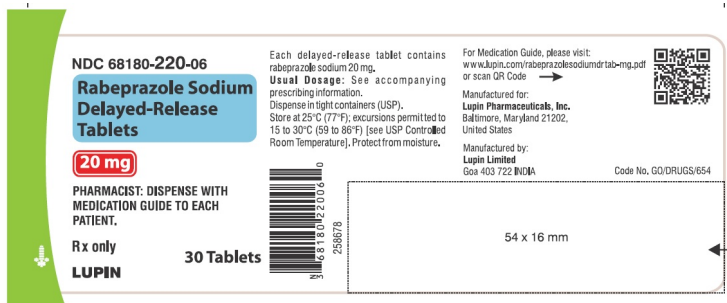 NDC 68180-220-06
Rabeprazole Sodium
Delayed-Release
Tablets
20 mg
PHARMACIST: DISPENSE WITH
MEDICATION GUIDE TO EACH
PATIENT.
Rx only
30 Tablets
LUPIN
Each delayed-release tablet contains
rabeprazole sodium 20 mg.
Usual Dosage: See accompanying
prescribing information.
Dispense in tight containers (USP).
Store at 25°C (77°F); excursions permitted to
15 to 30°C (59 to 86°F) [see USP Controlled
Room Temperature]. Protect from moisture.
N3
68180 22006
0
258678
For Medication Guide, please visit:
www.lupin.com/rabeprazolesodiumdrtab-mg.pdf
or scan QR Code
Manufactured for:
Lupin Pharmaceuticals, Inc.
Baltimore, Maryland 21202,
United States
Manufactured by:
Lupin Limited
Goa 403 722 INDIA
Code No. GO/DRUGS/654
54 x 16 mm